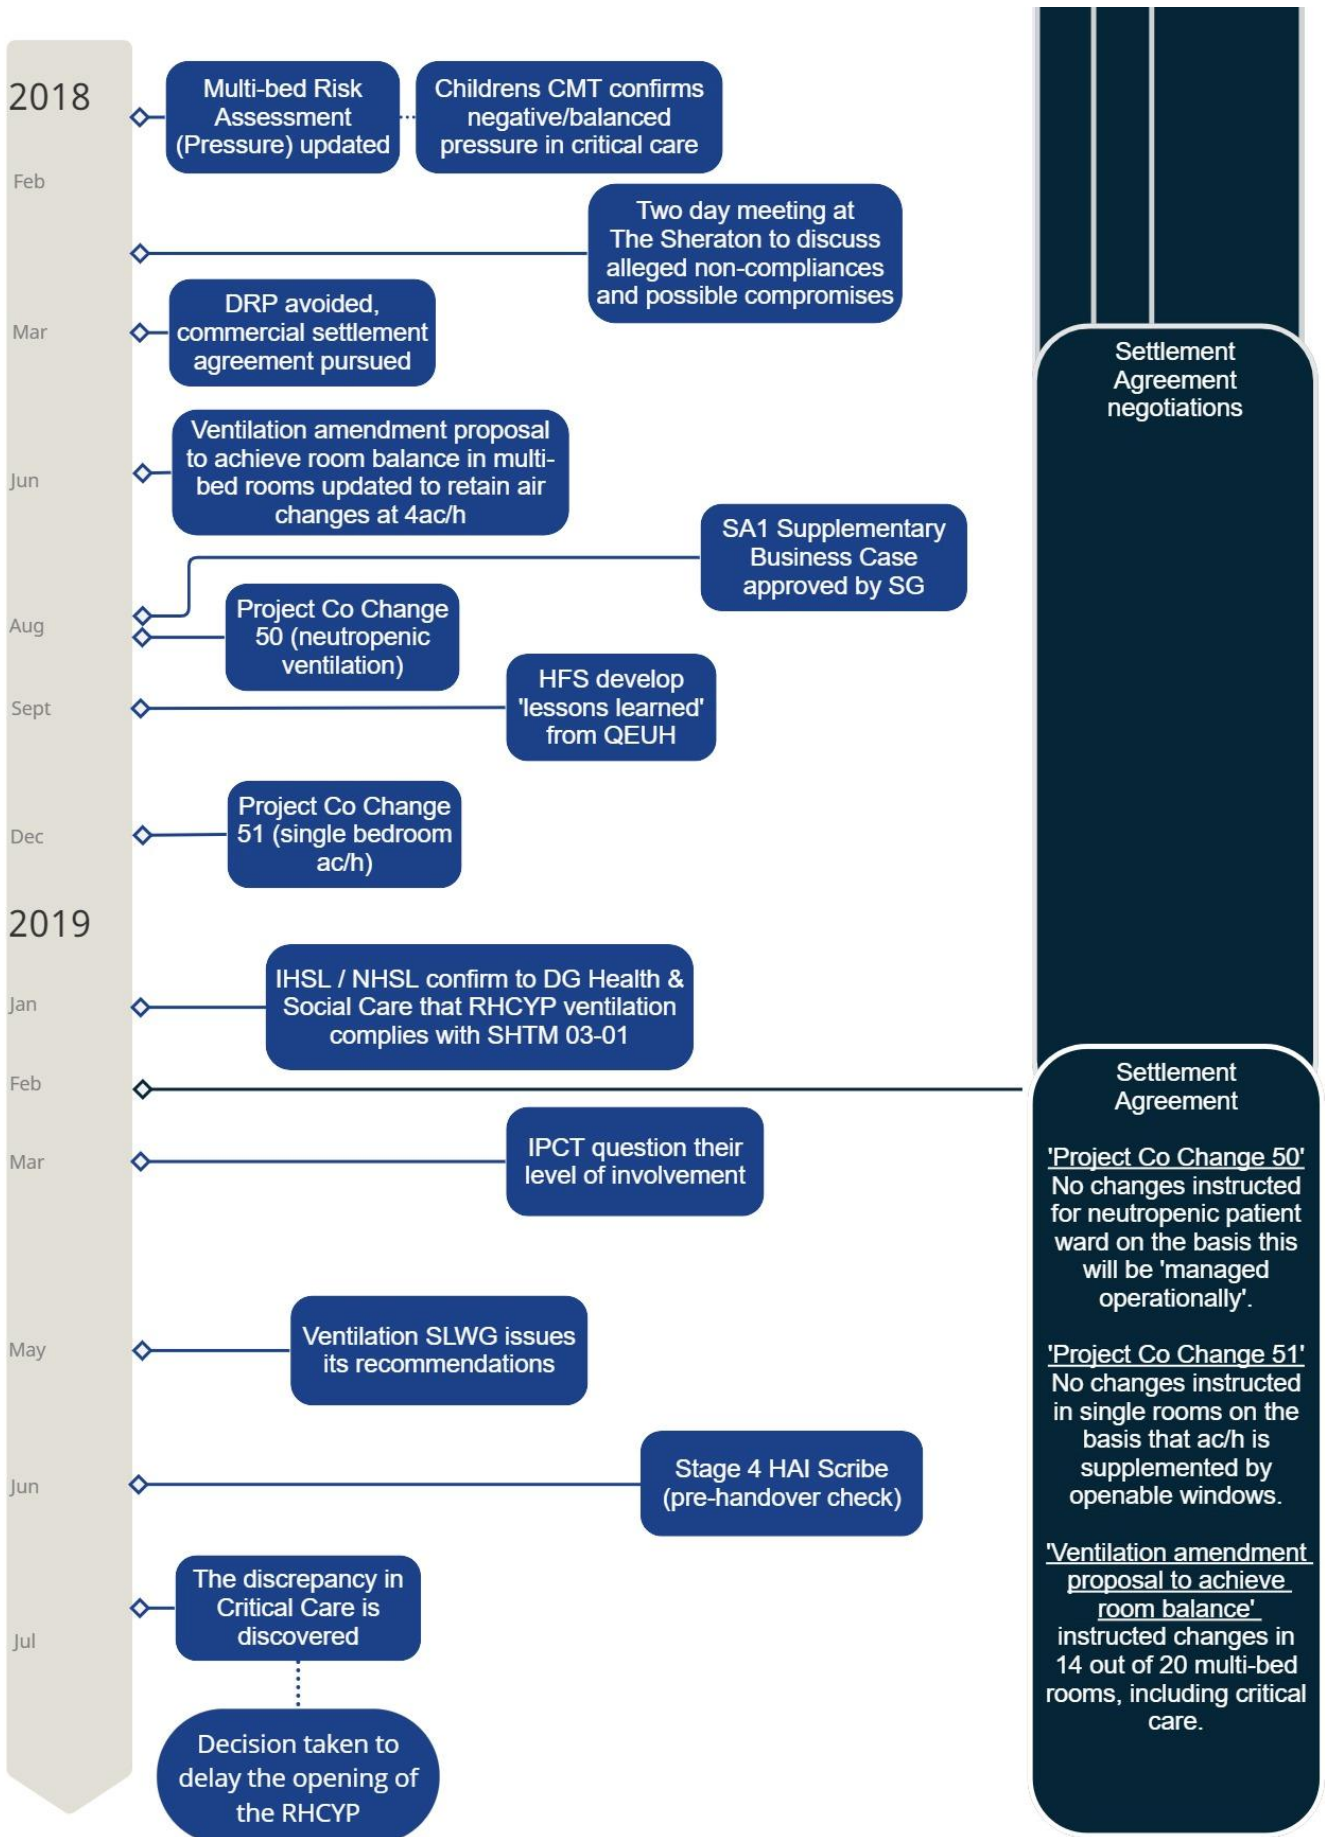 2018
Multi-bed Risk
Assessment
(Pressure) updated
Childrens CMT confirms
negative/balanced
pressure in critical care
Feb
Two day meeting at
The Sheraton to discuss
alleged non-compliances
and possible compromises
Mar
DRP avoided,
commercial settlement
agreement pursued
Settlement
Agreement
negotiations
Jun
Ventilation amendment proposal
to achieve room balance in multi-
bed rooms updated to retain air
changes at 4ac/h
SA1 Supplementary
Business Case
approved by SG
Aug
Project Co Change
50 (neutropenic
ventilation)
Sept
HFS develop
'lessons learned'
from QEUH
Dec
Project Co Change
51 (single bedroom
ac/h)
2019
Jan
IHSL / NHSL confirm to DG Health &
Social Care that RHCYP ventilation
complies with SHTM 03-01
Feb
Settlement
Agreement
'Project Co Change 50'
No changes instructed
for neutropenic patient
ward on the basis this
will be 'managed
operationally'.
'Project Co Change 51'
No changes instructed
in single rooms on the
basis that ac/h is
supplemented by
openable windows.
'Ventilation amendment
proposal to achieve
room balance'
instructed changes in
14 out of 20 multi-bed
rooms, including critical
care.
Mar
IPCT question their
level of involvement
May
Ventilation SLWG issues
its recommendations
Jun
Stage 4 HAI Scribe
(pre-handover check)
Jul
The discrepancy in
Critical Care is
discovered
Decision taken to
delay the opening of
the RHCYP